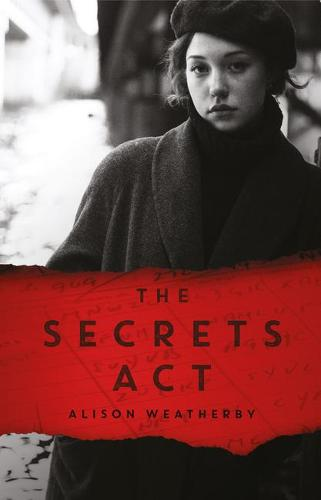 THE
SECRETS
ACT
ALISON WEATHERBY